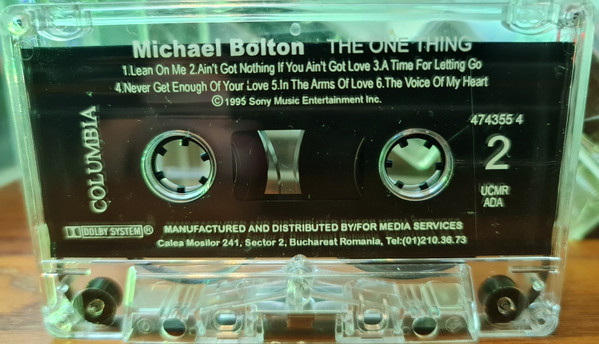 Michael Bolton THE ONE THING
1.Lean On Me 2.Ain't Got Nothing If You Ain't Got Love 3.A Time For Letting Go
4.Never Get Enough Of Your Love 5.In The Arms Of Love 6.The Voice Of My Heart
©1995 Sony Music Entertainment Inc.
COLUMBIA
474355 4
2
UCMR
ADA
DOLBY SYSTEM®
MANUFACTURED AND DISTRIBUTED BY/FOR MEDIA SERVICES
Calea Mosilor 241, Sector 2, Bucharest Romania, Tel:(01)210.36.73